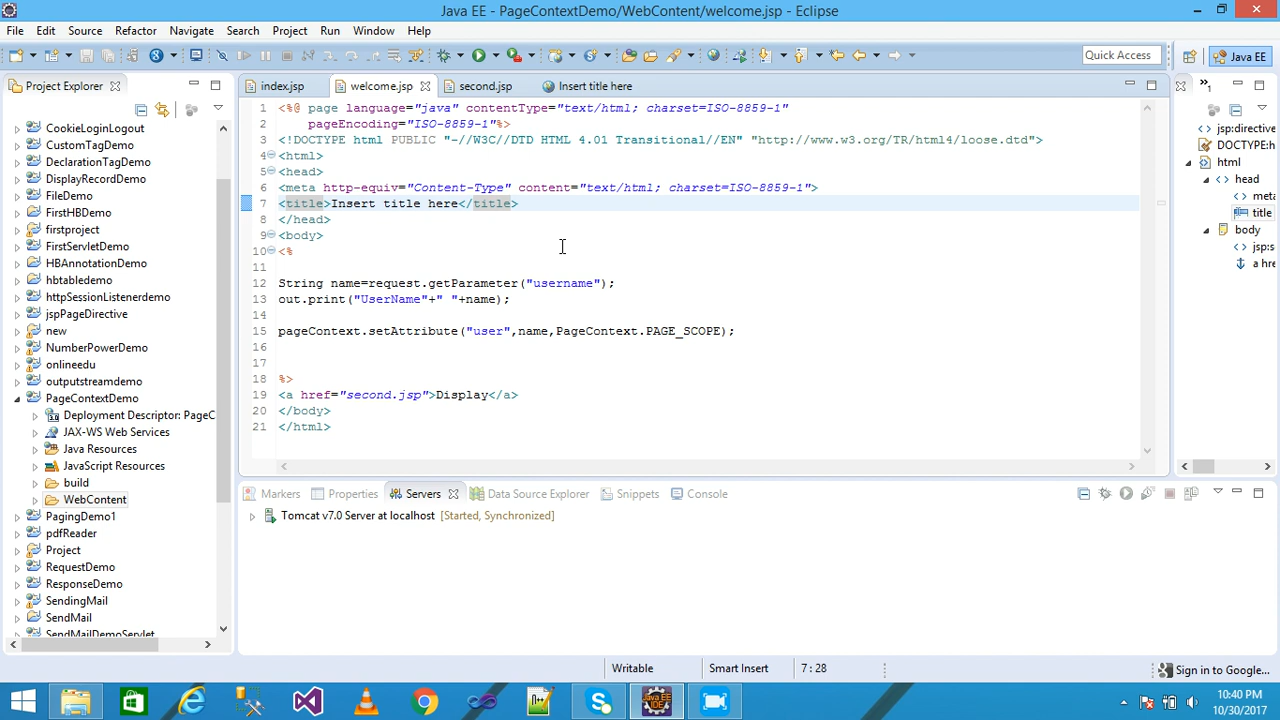 Java EE - PageContextDemo/WebContent/welcome.jsp - Eclipse
File Edit Source Refactor Navigate Search Project Run Window Help
Quick Access
Java EE
Project Explorer
CookieLoginLogout
CustomTagDemo
DeclarationTagDemo
DisplayRecordDemo
FileDemo
FirstHBDemo
firstproject
FirstServletDemo
HBAnnotationDemo
hbtabledemo
httpSessionListenerdemo
jspPageDirective
new
NumberPowerDemo
onlineedu
outputstreamdemo
PageContextDemo
Deployment Descriptor: PageC
JAX-WS Web Services
Java Resources
JavaScript Resources
build
WebContent
PagingDemo1
pdfReader
Project
RequestDemo
ResponseDemo
SendingMail
SendMail
SendMailDemoServlet
index.jsp welcome.jsp second.jsp Insert title here
1 <%@ page language="java" contentType="text/html; charset=ISO-8859-1"
2 pageEncoding="ISO-8859-1"%>
3 <!DOCTYPE html PUBLIC "-//W3C//DTD HTML 4.01 Transitional//EN" "http://www.w3.org/TR/html4/loose.dtd">
4 <html>
5 <head>
6 <meta http-equiv="Content-Type" content="text/html; charset=ISO-8859-1">
7 <title>Insert title here</title>
8 </head>
9 <body>
10 <%
11
12 String name=request.getParameter("username");
13 out.print("UserName"+" "+name);
14
15 pageContext.setAttribute("user",name,PageContext.PAGE_SCOPE);
16
17
18 %>
19 <a href="second.jsp">Display</a>
20 </body>
21 </html>
1
jsp:directive
DOCTYPE:h
html
head
meta
title
body
jsp:s
a hre
Markers Properties Servers Data Source Explorer Snippets Console
Tomcat v7.0 Server at localhost [Started, Synchronized]
Writable Smart Insert 7 : 28
Sign in to Google...
Java EE IDE
10:40 PM
10/30/2017